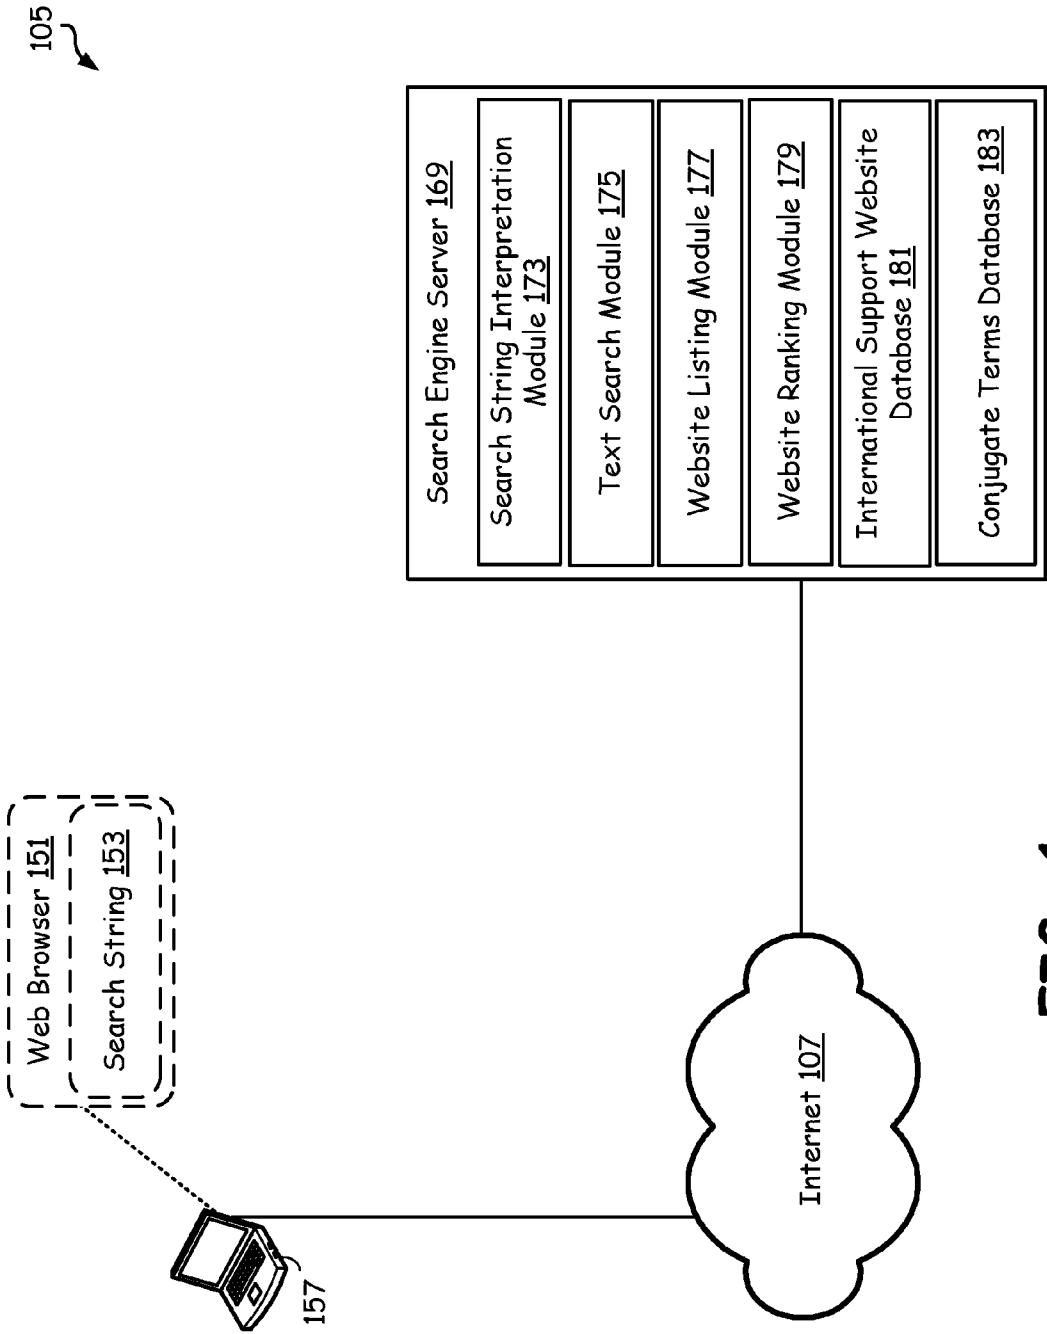 105
Web Browser 151
Search String 153
157
Internet 107
Search Engine Server 169
Search String Interpretation
Module 173
Text Search Module 175
Website Listing Module 177
Website Ranking Module 179
International Support Website
Database 181
Conjugate Terms Database 183